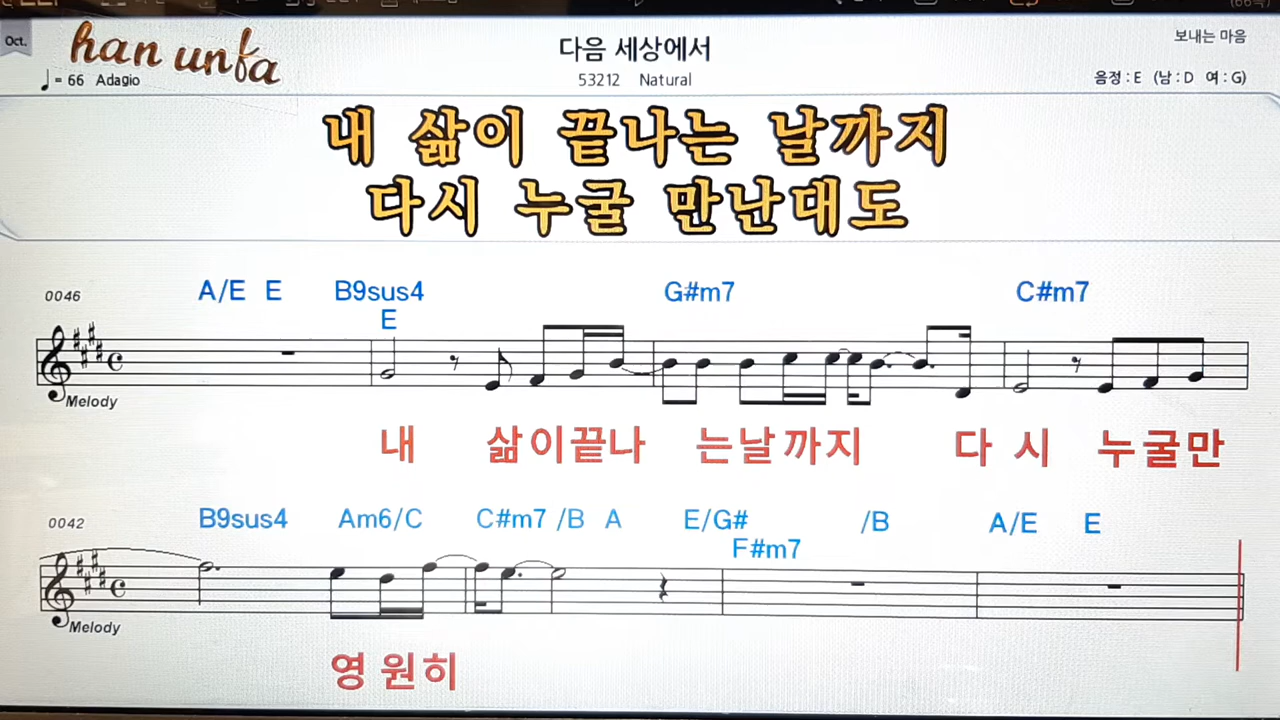 Oct.
han unfa
♩= 66 Adagio
다음 세상에서
53212 Natural
보내는 마음
음정 : E (남 : D 여 : G)
내 삶이 끝나는 날까지
다시 누굴 만난대도
0046
A/E E B9sus4 G#m7 C#m7
E
Melody
내 삶이끝나 는날까지 다 시 누굴만
0042
B9sus4 Am6/C C#m7 /B A E/G# /B A/E E
F#m7
Melody
영원히